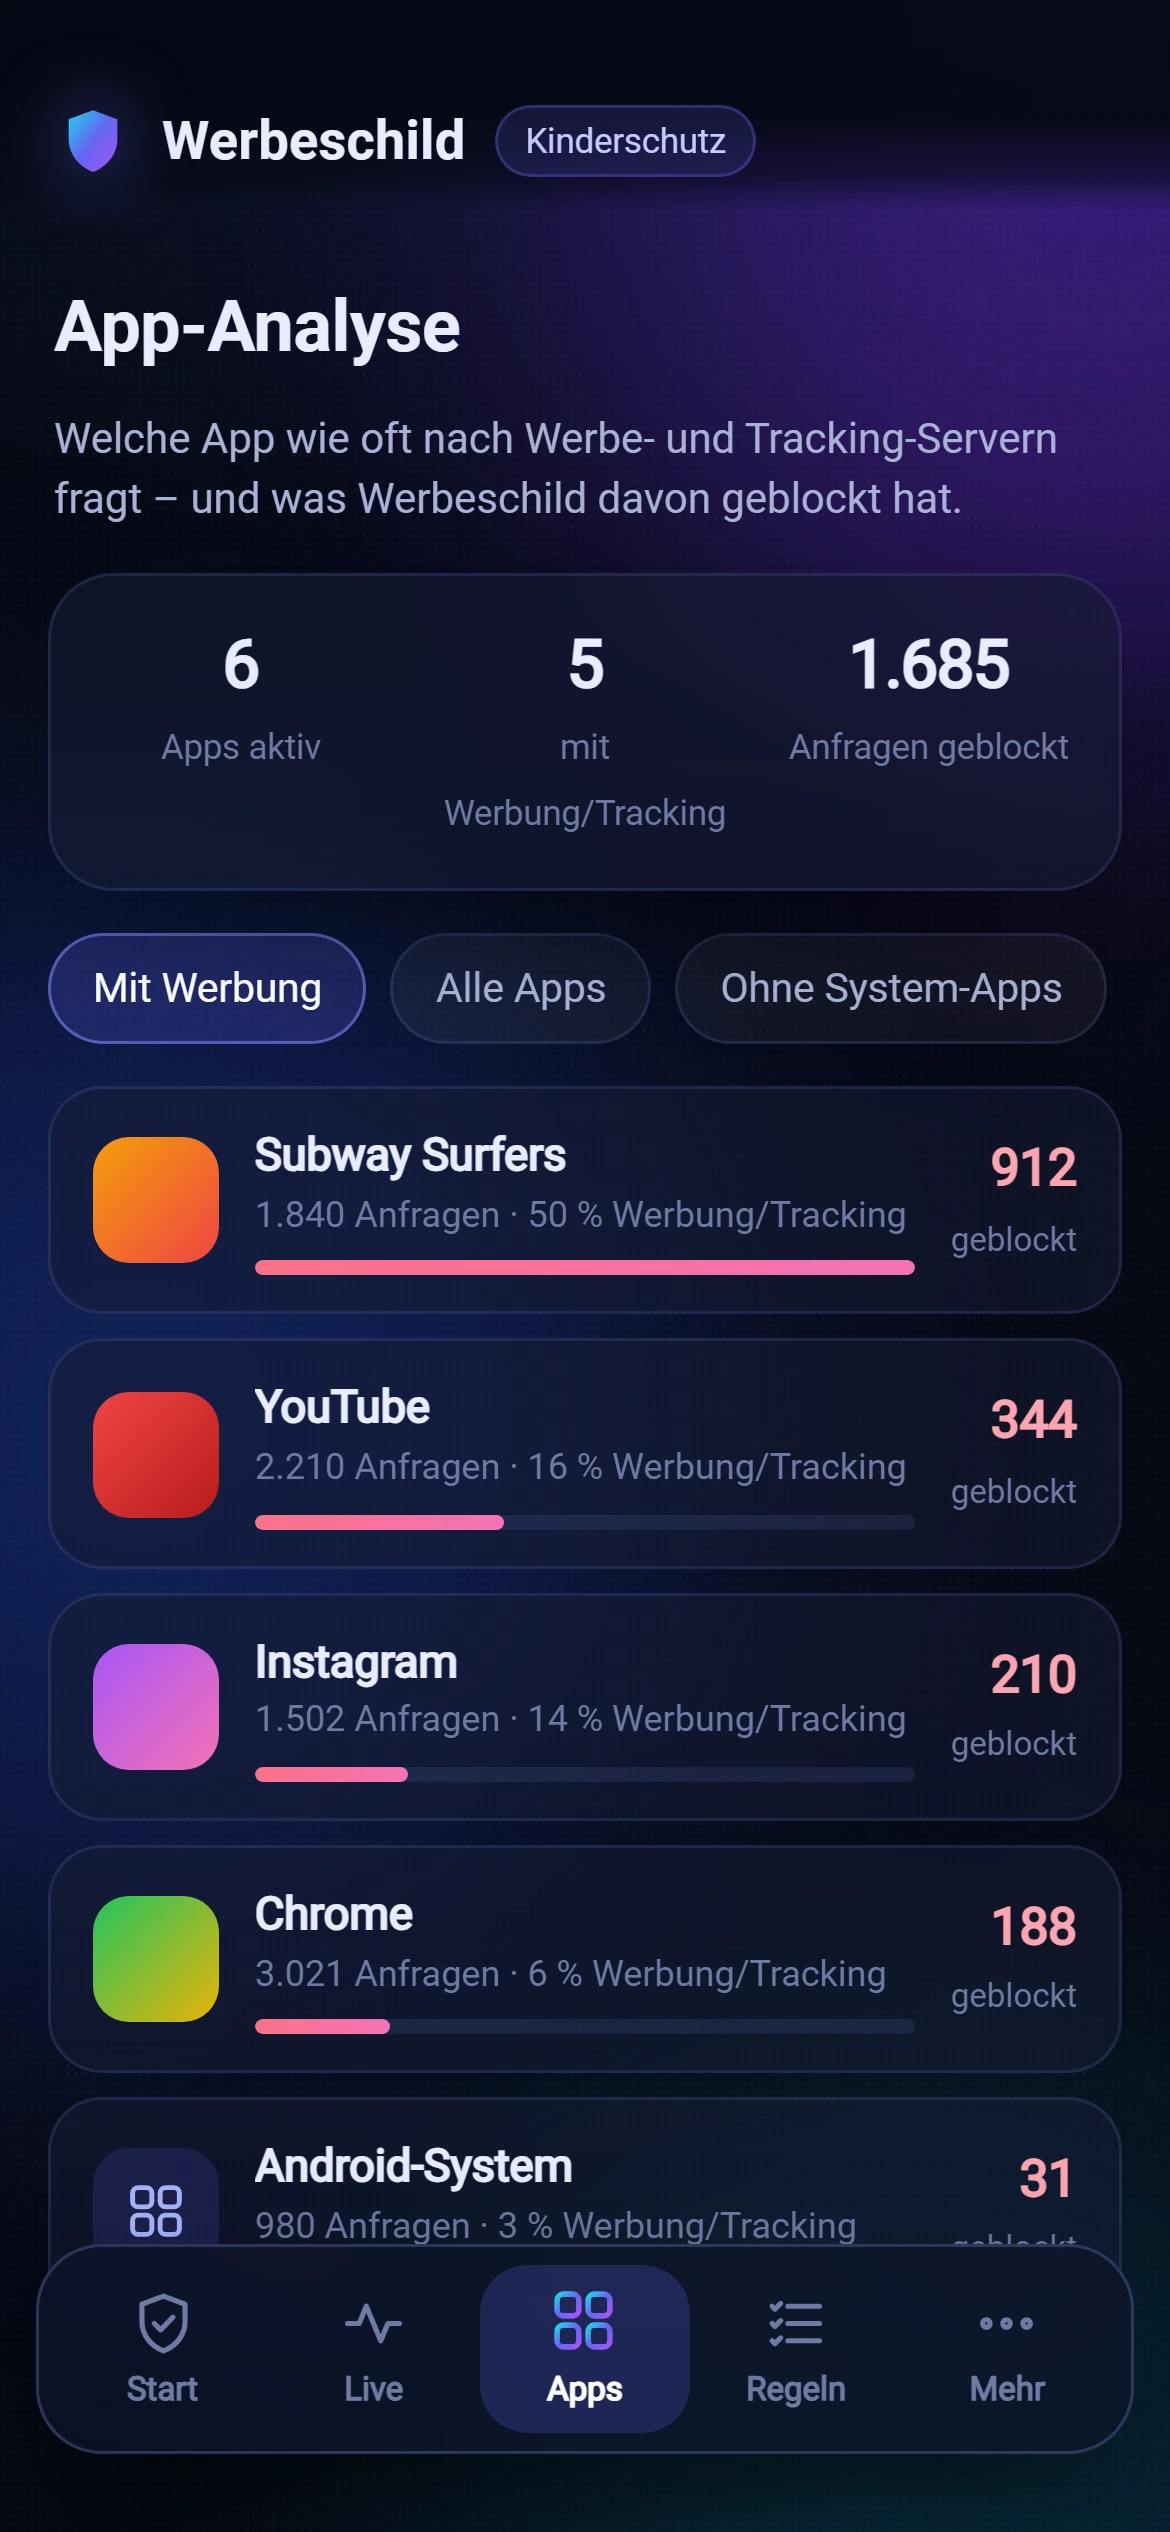 Werbeschild
Kinderschutz
App-Analyse
Welche App wie oft nach Werbe- und Tracking-Servern
fragt – und was Werbeschild davon geblockt hat.
6
Apps aktiv
5
mit
Werbung/Tracking
1.685
Anfragen geblockt
Mit Werbung
Alle Apps
Ohne System-Apps
Subway Surfers
1.840 Anfragen · 50 % Werbung/Tracking
912
geblockt
YouTube
2.210 Anfragen · 16 % Werbung/Tracking
344
geblockt
Instagram
1.502 Anfragen · 14 % Werbung/Tracking
210
geblockt
Chrome
3.021 Anfragen · 6 % Werbung/Tracking
188
geblockt
Android-System
980 Anfragen · 3 % Werbung/Tracking
31
geblockt
Start
Live
Apps
Regeln
Mehr